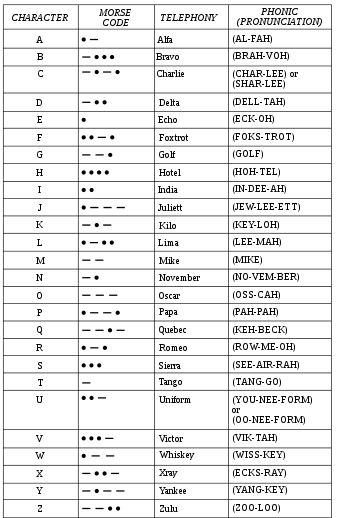 CHARACTER MORSE CODE TELEPHONY PHONIC (PRONUNCIATION)
A ●— Alfa (AL-FAH)
B —●●● Bravo (BRAH-VOH)
C —●—● Charlie (CHAR-LEE) or
(SHAR-LEE)
D —●● Delta (DELL-TAH)
E ● Echo (ECK-OH)
F ●●—● Foxtrot (FOKS-TROT)
G ——● Golf (GOLF)
H ●●●● Hotel (HOH-TEL)
I ●● India (IN-DEE-AH)
J ●——— Juliett (JEW-LEE-ETT)
K —●— Kilo (KEY-LOH)
L ●—●● Lima (LEE-MAH)
M —— Mike (MIKE)
N —● November (NO-VEM-BER)
O ——— Oscar (OSS-CAH)
P ●——● Papa (PAH-PAH)
Q ——●— Quebec (KEH-BECK)
R ●—● Romeo (ROW-ME-OH)
S ●●● Sierra (SEE-AIR-RAH)
T — Tango (TANG-GO)
U ●●— Uniform (YOU-NEE-FORM)
or
(OO-NEE-FORM)
V ●●●— Victor (VIK-TAH)
W ●—— Whiskey (WISS-KEY)
X —●●— Xray (ECKS-RAY)
Y —●—— Yankee (YANG-KEY)
Z ——●● Zulu (ZOO-LOO)